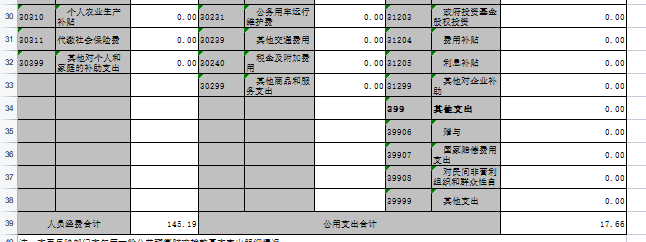 30 30310 个人农业生产补贴 0.00 30231 公务用车运行维护费 0.00 31203 政府投资基金股权投资 0.00
31 30311 代缴社会保险费 0.00 30239 其他交通费用 0.00 31204 费用补贴 0.00
32 30399 其他对个人和家庭的补助支出 0.00 30240 税金及附加费用 0.00 31205 利息补贴 0.00
33 30299 其他商品和服务支出 0.00 31299 其他对企业补助 0.00
34 399 其他支出 0.00
35 39906 赠与 0.00
36 39907 国家赔偿费用支出 0.00
37 39908 对民间非营利组织和群众性自 0.00
38 39999 其他支出 0.00
39 人员经费合计 145.19 公用支出合计 17.66